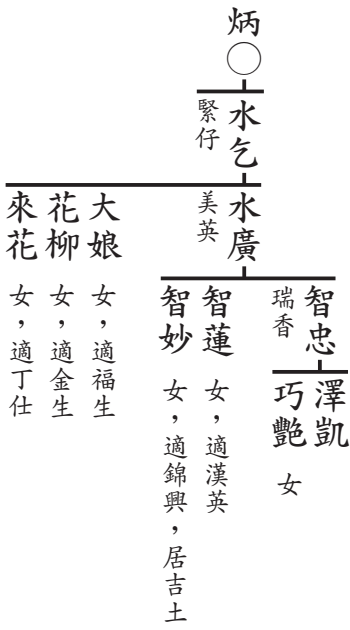 炳〇
水乞
緊仔
水廣
美英
大娘 女，適福生
花柳 女，適金生
來花 女，適丁仕
智忠
瑞香
智蓮 女，適漢英
智妙 女，適錦興，居吉土
澤凱
巧艷 女